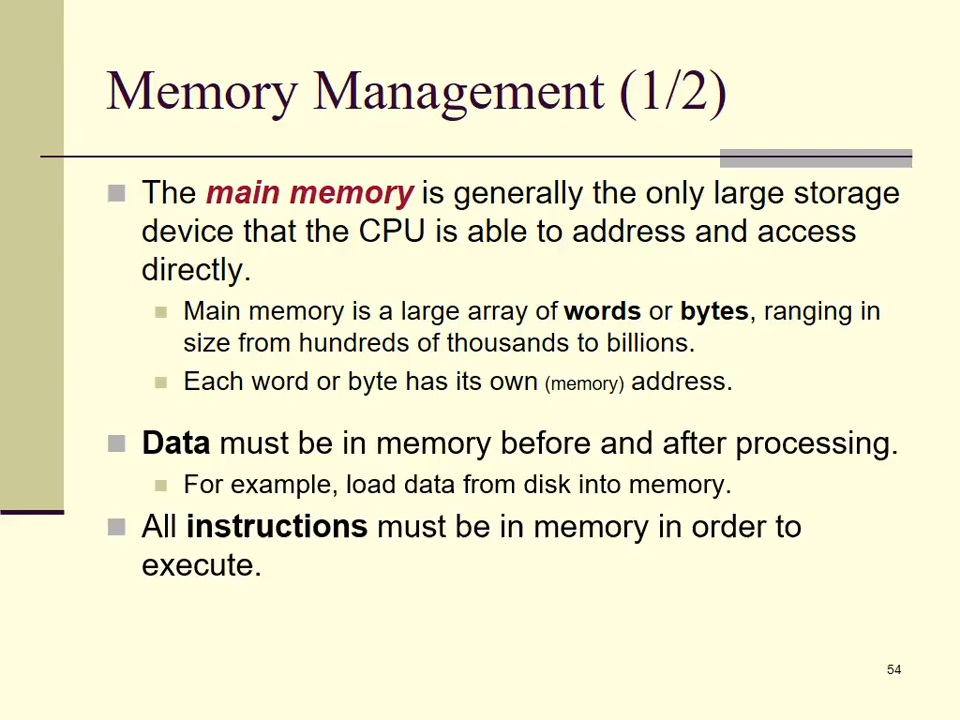 Memory Management (1/2)
The main memory is generally the only large storage
device that the CPU is able to address and access
directly.
Main memory is a large array of words or bytes, ranging in
size from hundreds of thousands to billions.
Each word or byte has its own (memory) address.
Data must be in memory before and after processing.
For example, load data from disk into memory.
All instructions must be in memory in order to
execute.
54